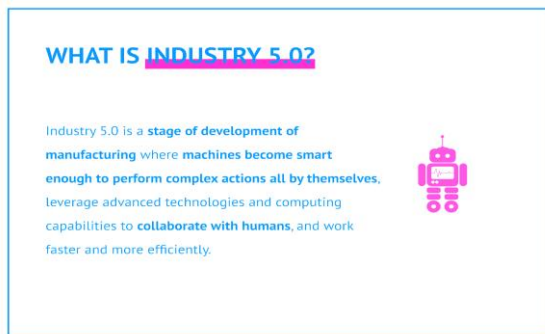 WHAT IS INDUSTRY 5.0?
Industry 5.0 is a stage of development of
manufacturing where machines become smart
enough to perform complex actions all by themselves,
leverage advanced technologies and computing
capabilities to collaborate with humans, and work
faster and more efficiently.